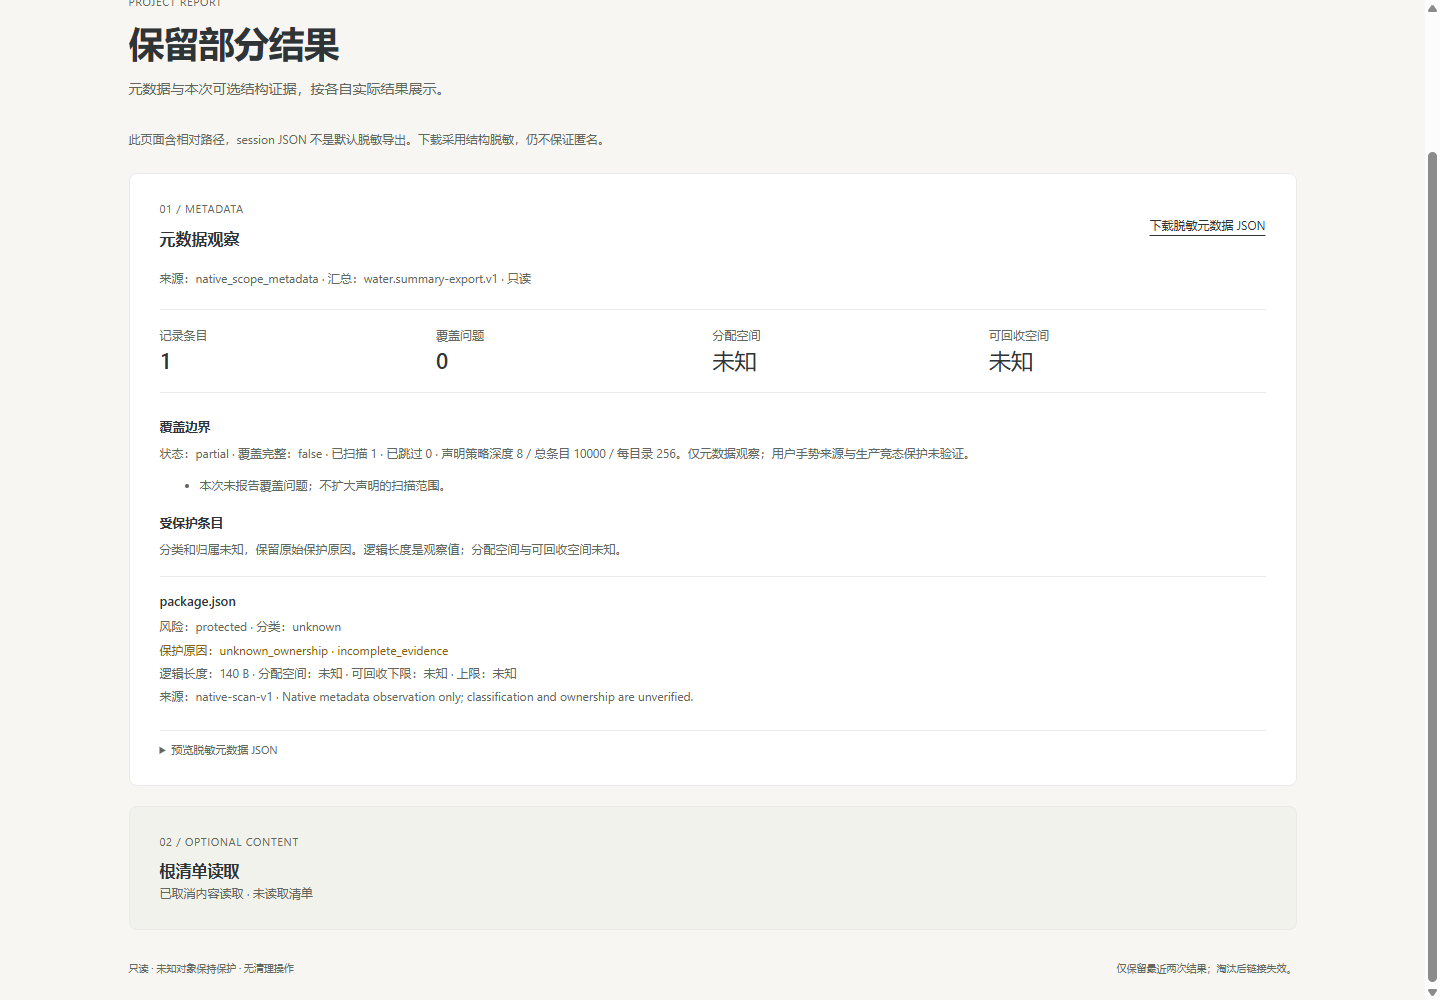 PROJECT REPORT
保留部分结果
元数据与本次可选结构证据，按各自实际结果展示。
此页面含相对路径，session JSON 不是默认脱敏导出。下载采用结构脱敏，仍不保证匿名。
01 / METADATA
下载脱敏元数据 JSON
元数据观察
来源：native_scope_metadata · 汇总：water.summary-export.v1 · 只读
记录条目 覆盖问题 分配空间 可回收空间
1 0 未知 未知
覆盖边界
状态：partial · 覆盖完整：false · 已扫描 1 · 已跳过 0 · 声明策略深度 8 / 总条目 10000 / 每目录 256。仅元数据观察；用户手势来源与生产竞态保护未验证。
• 本次未报告覆盖问题；不扩大声明的扫描范围。
受保护条目
分类和归属未知，保留原始保护原因。逻辑长度是观察值；分配空间与可回收空间未知。
package.json
风险：protected · 分类：unknown
保护原因：unknown_ownership · incomplete_evidence
逻辑长度：140 B · 分配空间：未知 · 可回收下限：未知 · 上限：未知
来源：native-scan-v1 · Native metadata observation only; classification and ownership are unverified.
▶ 预览脱敏元数据 JSON
02 / OPTIONAL CONTENT
根清单读取
已取消内容读取 · 未读取清单
只读 · 未知对象保持保护 · 无清理操作
仅保留最近两次结果；淘汰后链接失效。